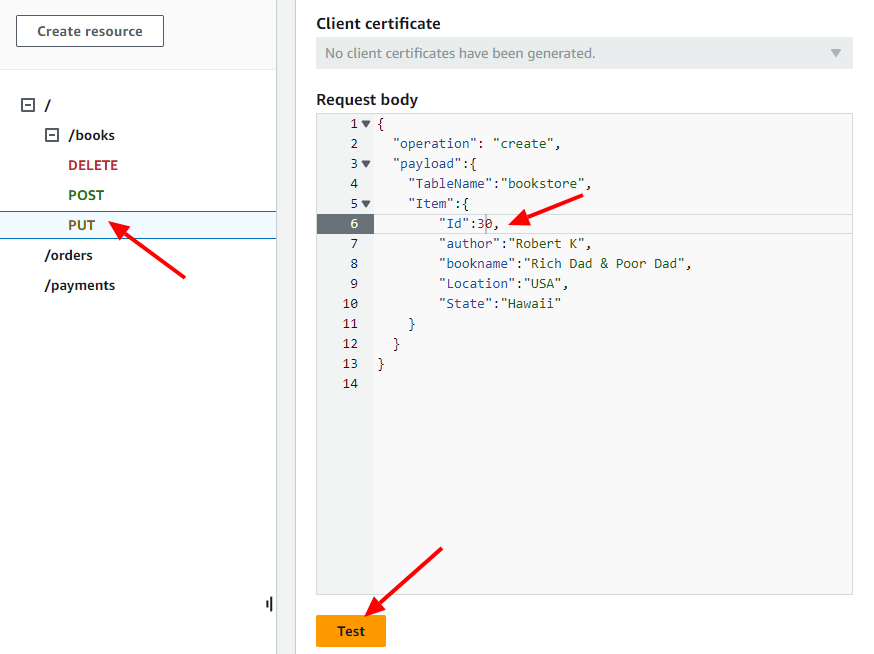 Create resource
/
/books
DELETE
POST
PUT
/orders
/payments
Client certificate
No client certificates have been generated.
Request body
1 {
2 "operation": "create",
3 "payload":{
4 "TableName":"bookstore",
5 "Item":{
6 "Id":30,
7 "author":"Robert K",
8 "bookname":"Rich Dad & Poor Dad",
9 "Location":"USA",
10 "State":"Hawaii"
11 }
12 }
13 }
14
Test